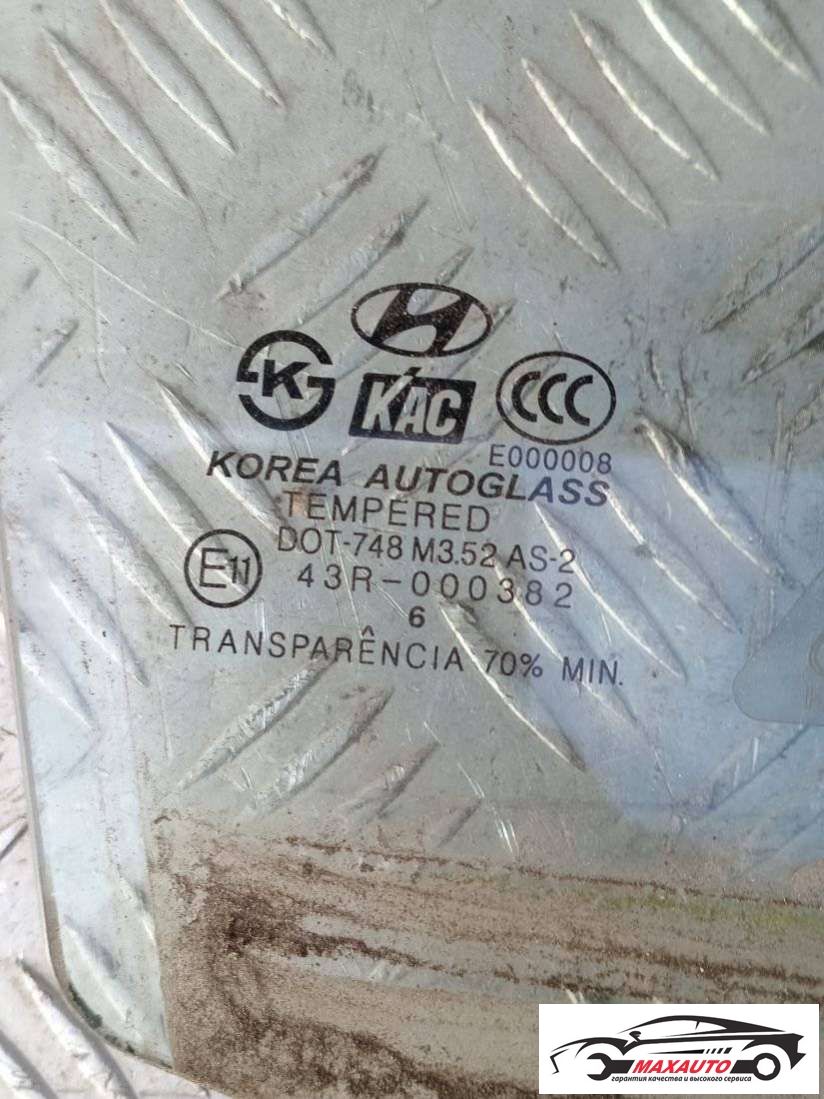 K
KAC
CCC
E000008
KOREA AUTOGLASS
TEMPERED
DOT-748 M3.52 AS-2
E11
43R-000382
6
TRANSPARÊNCIA 70% MIN.
MAXAUTO
гарантия качества и высокого сервиса